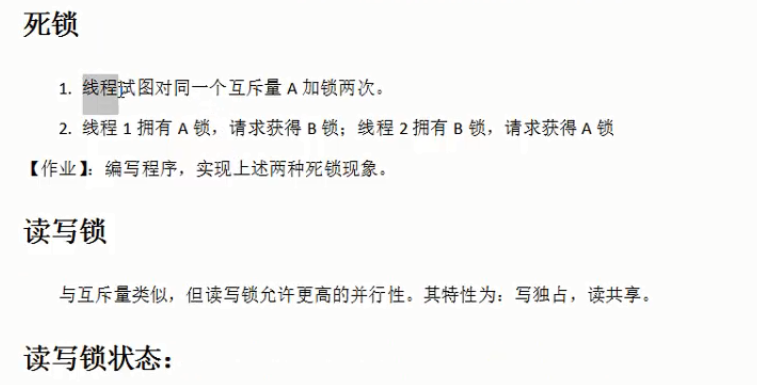 死锁
1. 线程试图对同一个互斥量 A 加锁两次。
2. 线程 1 拥有 A 锁，请求获得 B 锁；线程 2 拥有 B 锁，请求获得 A 锁
【作业】：编写程序，实现上述两种死锁现象。
读写锁
与互斥量类似，但读写锁允许更高的并行性。其特性为：写独占，读共享。
读写锁状态：